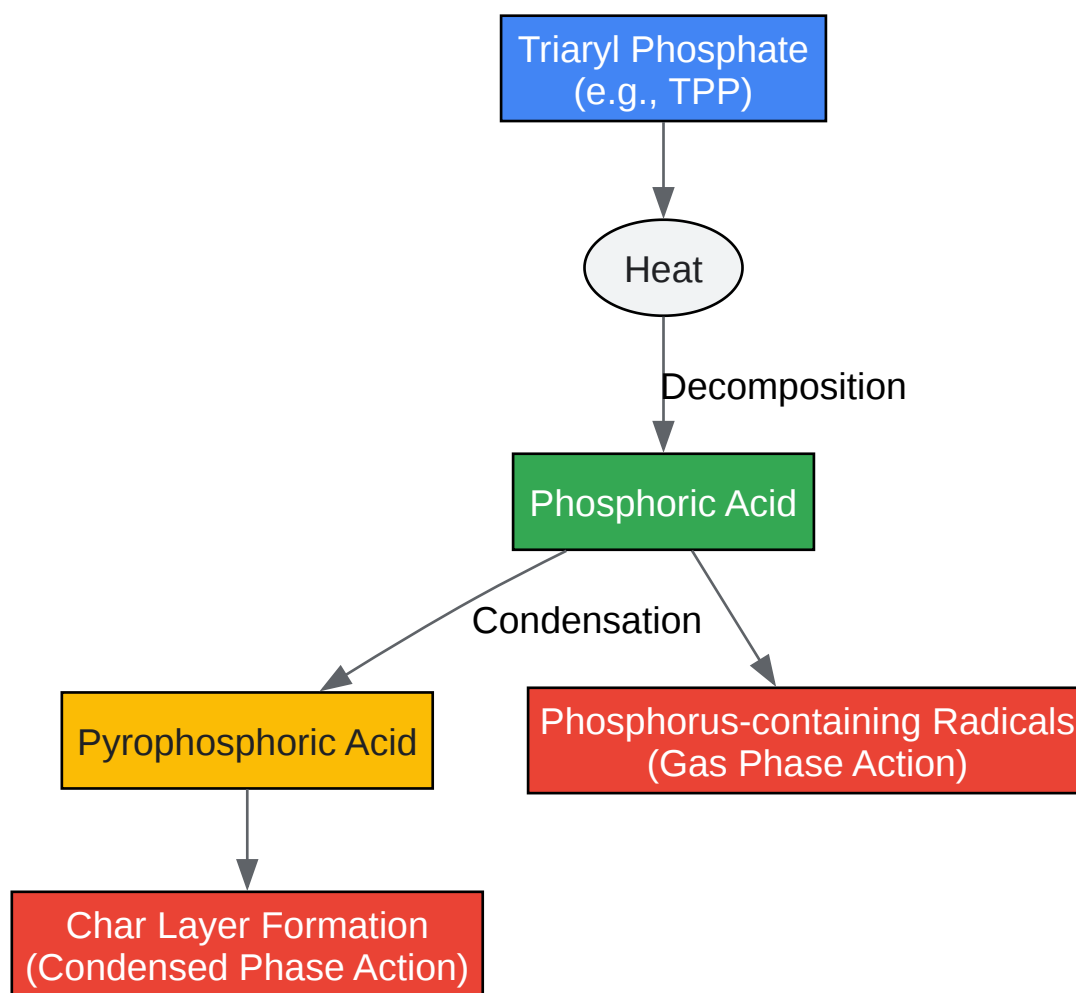 Triaryl Phosphate
(e.g., TPP)
Heat
Decomposition
Phosphoric Acid
Condensation
Pyrophosphoric Acid
Phosphorus-containing Radicals
(Gas Phase Action)
Char Layer Formation
(Condensed Phase Action)